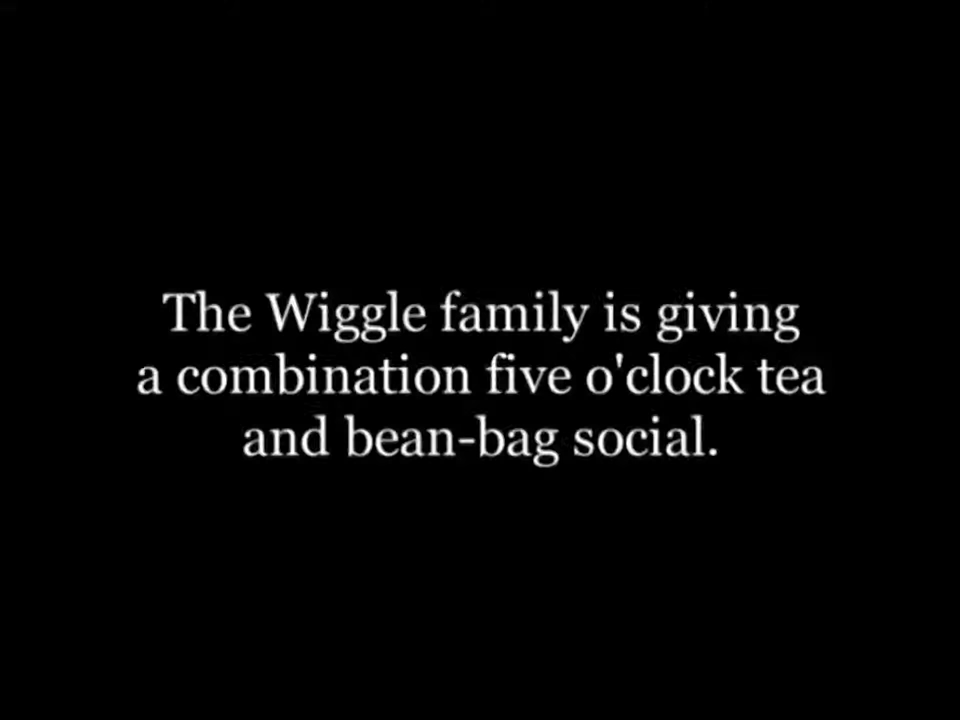 The Wiggle family is giving
a combination five o'clock tea
and bean-bag social.